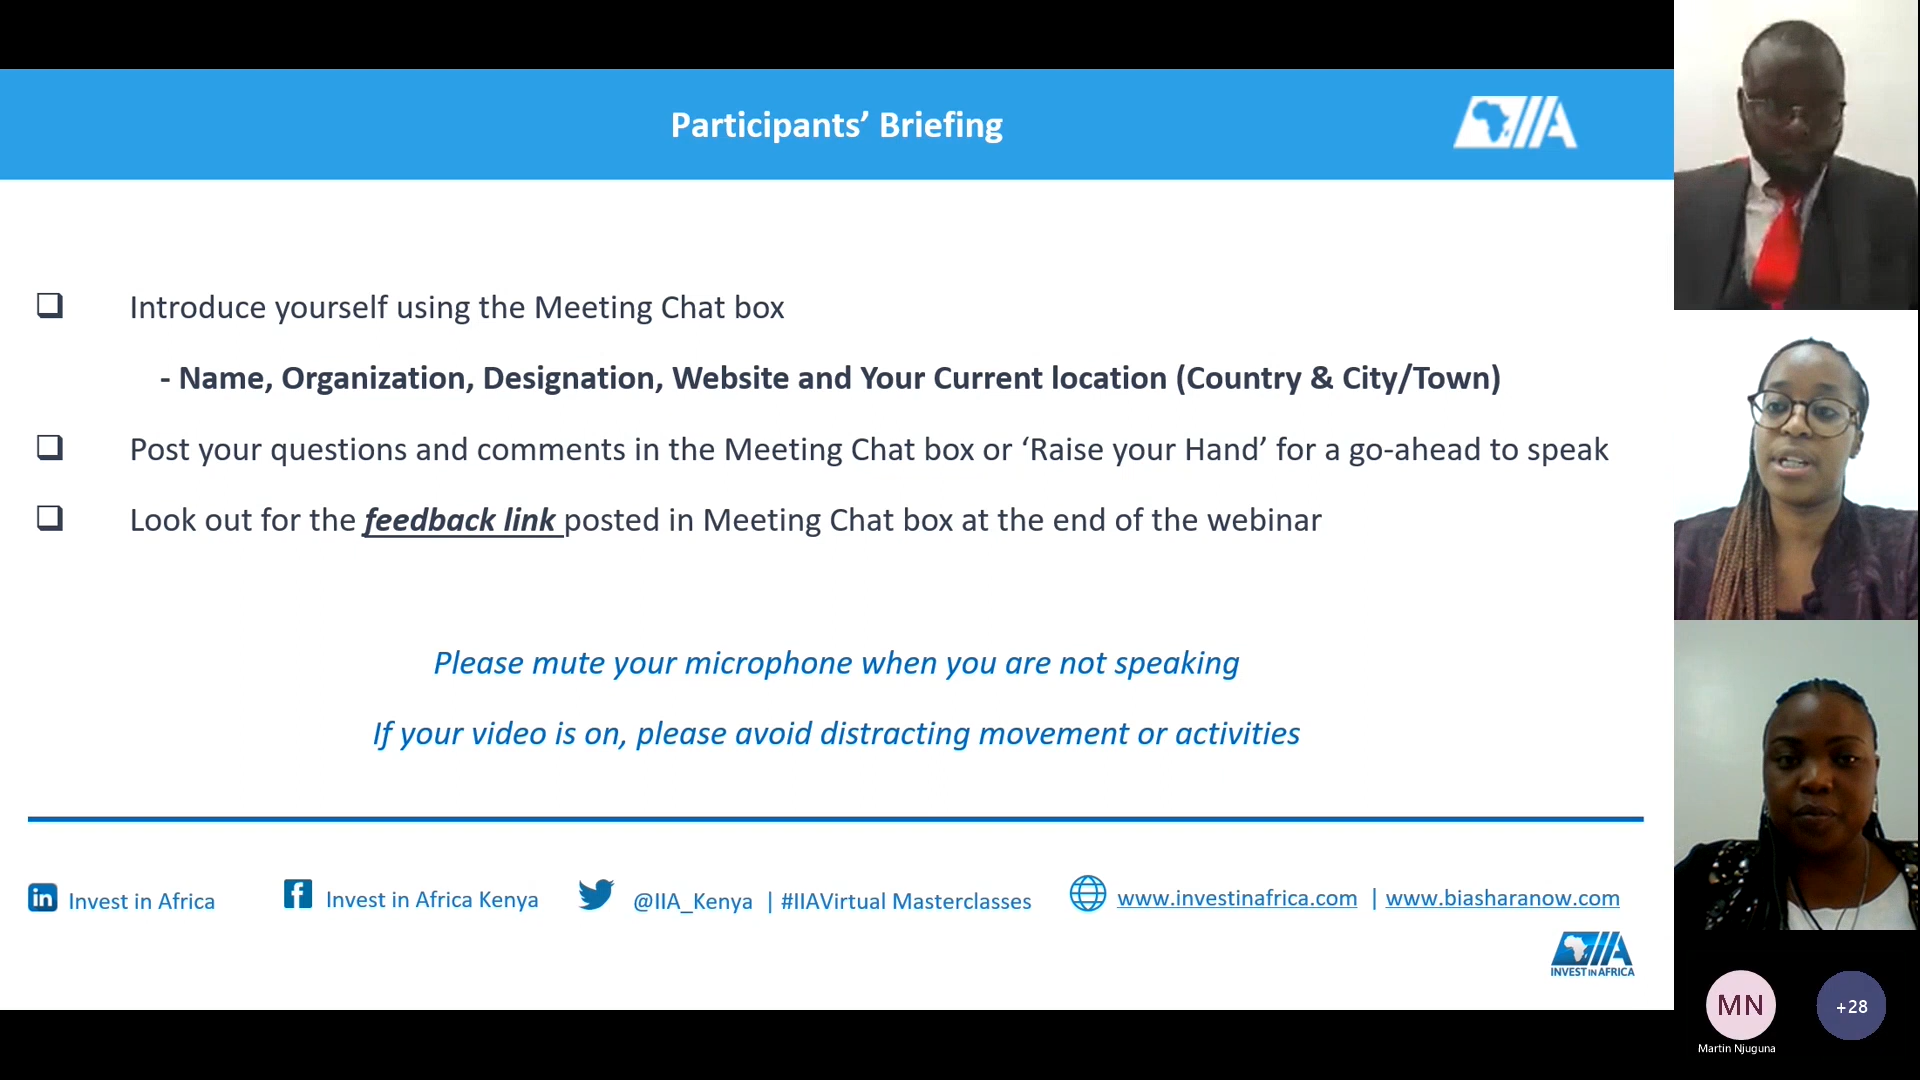 Participants’ Briefing
IIA
❑ Introduce yourself using the Meeting Chat box
- Name, Organization, Designation, Website and Your Current location (Country & City/Town)
❑ Post your questions and comments in the Meeting Chat box or ‘Raise your Hand’ for a go-ahead to speak
❑ Look out for the feedback link posted in Meeting Chat box at the end of the webinar
Please mute your microphone when you are not speaking
If your video is on, please avoid distracting movement or activities
in Invest in Africa
f Invest in Africa Kenya
@IIA_Kenya | #IIAVirtual Masterclasses
www.investinafrica.com | www.biasharanow.com
IIA
INVEST IN AFRICA
MN
+28
Martin Njuguna